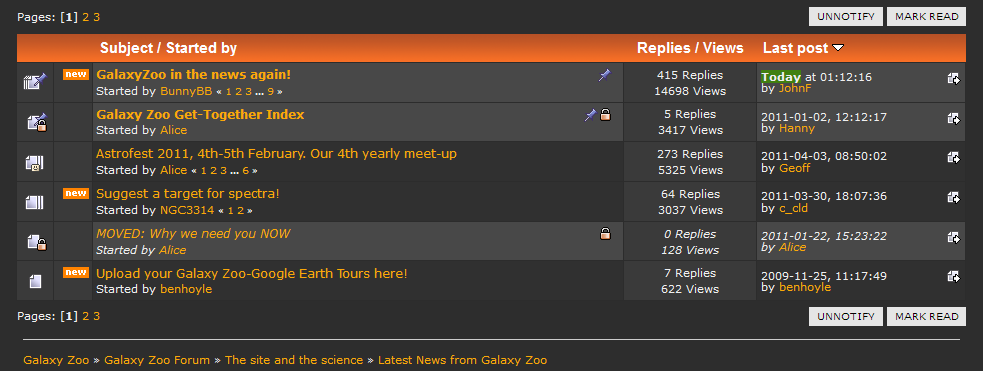 Pages: [1] 2 3
UNNOTIFY MARK READ
Subject / Started by Replies / Views Last post
new GalaxyZoo in the news again! 415 Replies Today at 01:12:16
Started by BunnyBB « 1 2 3 ... 9 » 14698 Views by JohnF
Galaxy Zoo Get-Together Index 5 Replies 2011-01-02, 12:12:17
Started by Alice 3417 Views by Hanny
Astrofest 2011, 4th-5th February. Our 4th yearly meet-up 273 Replies 2011-04-03, 08:50:02
Started by Alice « 1 2 3 ... 6 » 5325 Views by Geoff
new Suggest a target for spectra! 64 Replies 2011-03-30, 18:07:36
Started by NGC3314 « 1 2 » 3037 Views by c_cld
MOVED: Why we need you NOW 0 Replies 2011-01-22, 15:23:22
Started by Alice 128 Views by Alice
new Upload your Galaxy Zoo-Google Earth Tours here! 7 Replies 2009-11-25, 11:17:49
Started by benhoyle 622 Views by benhoyle
Pages: [1] 2 3
UNNOTIFY MARK READ
Galaxy Zoo » Galaxy Zoo Forum » The site and the science » Latest News from Galaxy Zoo